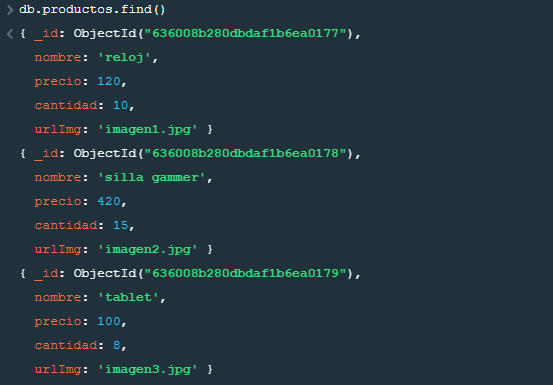 > db.productos.find()
< { _id: ObjectId("636008b280dbdaf1b6ea0177"),
nombre: 'reloj',
precio: 120,
cantidad: 10,
urlImg: 'imagen1.jpg' }
{ _id: ObjectId("636008b280dbdaf1b6ea0178"),
nombre: 'silla gammer',
precio: 420,
cantidad: 15,
urlImg: 'imagen2.jpg' }
{ _id: ObjectId("636008b280dbdaf1b6ea0179"),
nombre: 'tablet',
precio: 100,
cantidad: 8,
urlImg: 'imagen3.jpg' }